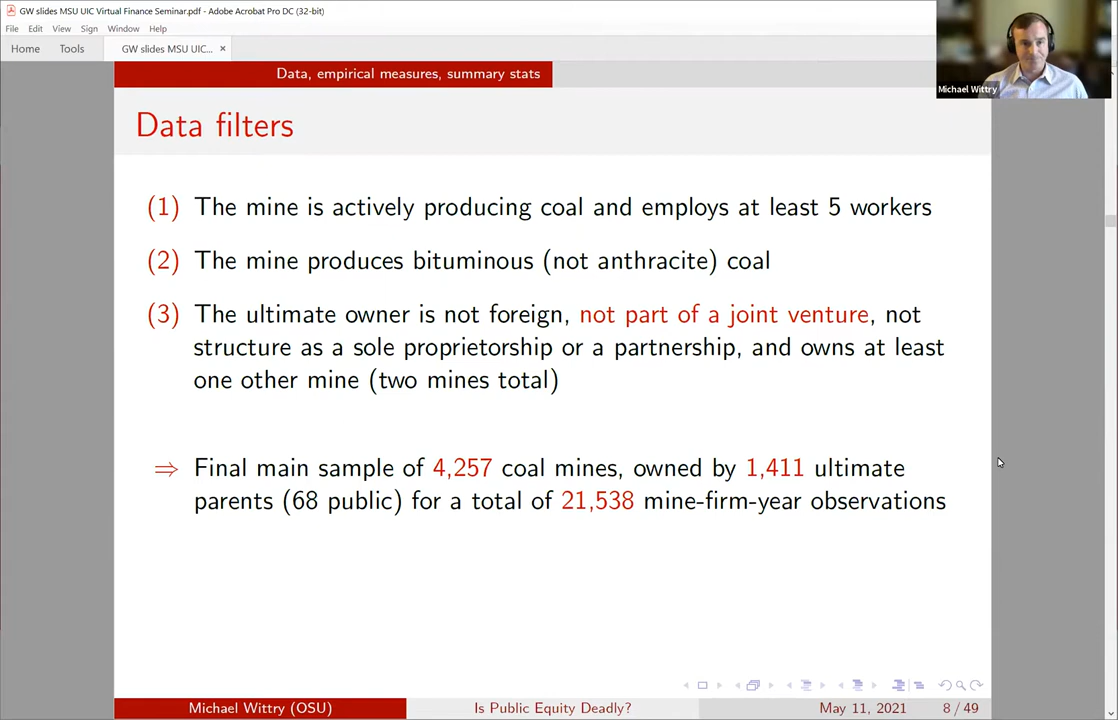 GW slides MSU UIC Virtual Finance Seminar.pdf - Adobe Acrobat Pro DC (32-bit)
File Edit View Sign Window Help
Home Tools GW slides MSU UIC... ×
Michael Wittry
Data, empirical measures, summary stats
Data filters
(1) The mine is actively producing coal and employs at least 5 workers
(2) The mine produces bituminous (not anthracite) coal
(3) The ultimate owner is not foreign, not part of a joint venture, not
structure as a sole proprietorship or a partnership, and owns at least
one other mine (two mines total)
⇒ Final main sample of 4,257 coal mines, owned by 1,411 ultimate
parents (68 public) for a total of 21,538 mine-firm-year observations
Michael Wittry (OSU) Is Public Equity Deadly? May 11, 2021 8 / 49